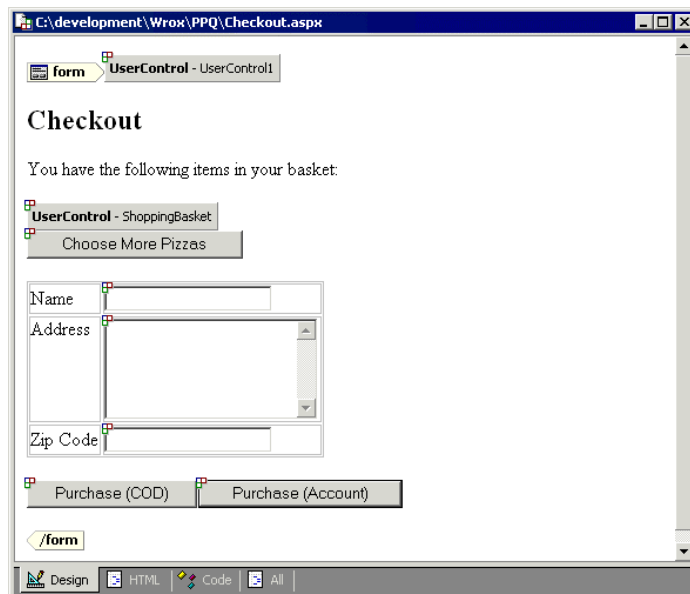 C:\development\Wrox\PPQ\Checkout.aspx
form UserControl - UserControl1
Checkout
You have the following items in your basket:
UserControl - ShoppingBasket
Choose More Pizzas
Name
Address
Zip Code
Purchase (COD) Purchase (Account)
/form
Design HTML Code All